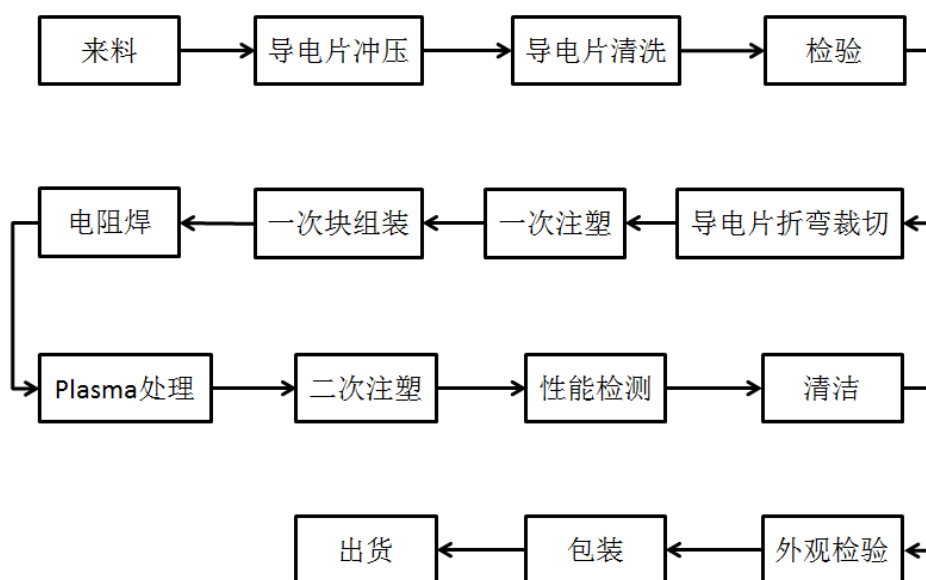 来料
导电片冲压
导电片清洗
检验
导电片折弯裁切
一次注塑
一次块组装
电阻焊
Plasma处理
二次注塑
性能检测
清洁
外观检验
包装
出货